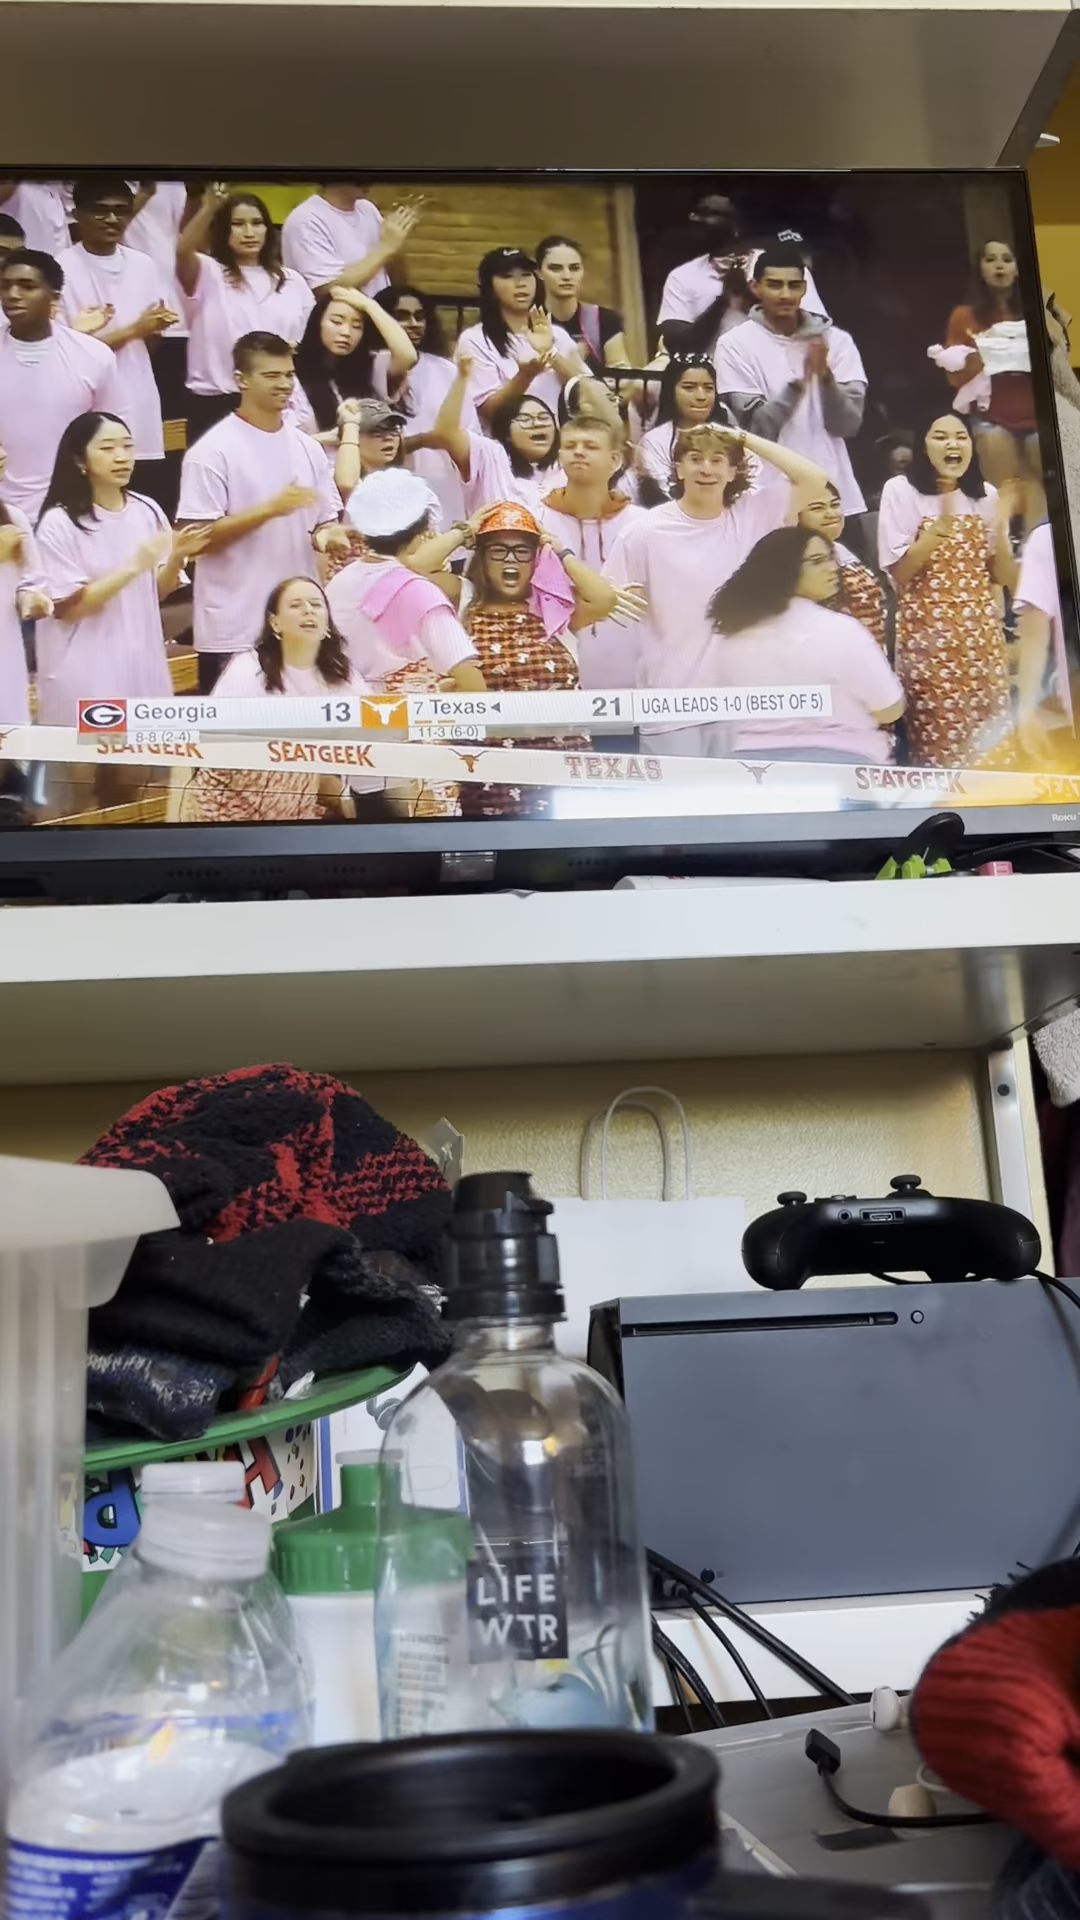 G Georgia 13 7 Texas 21 UGA LEADS 1-0 (BEST OF 5)
8-8 (2-4) 11-3 (6-0)
SEATGEEK SEATGEEK TEXAS SEATGEEK
Roku
LIFE
WTR